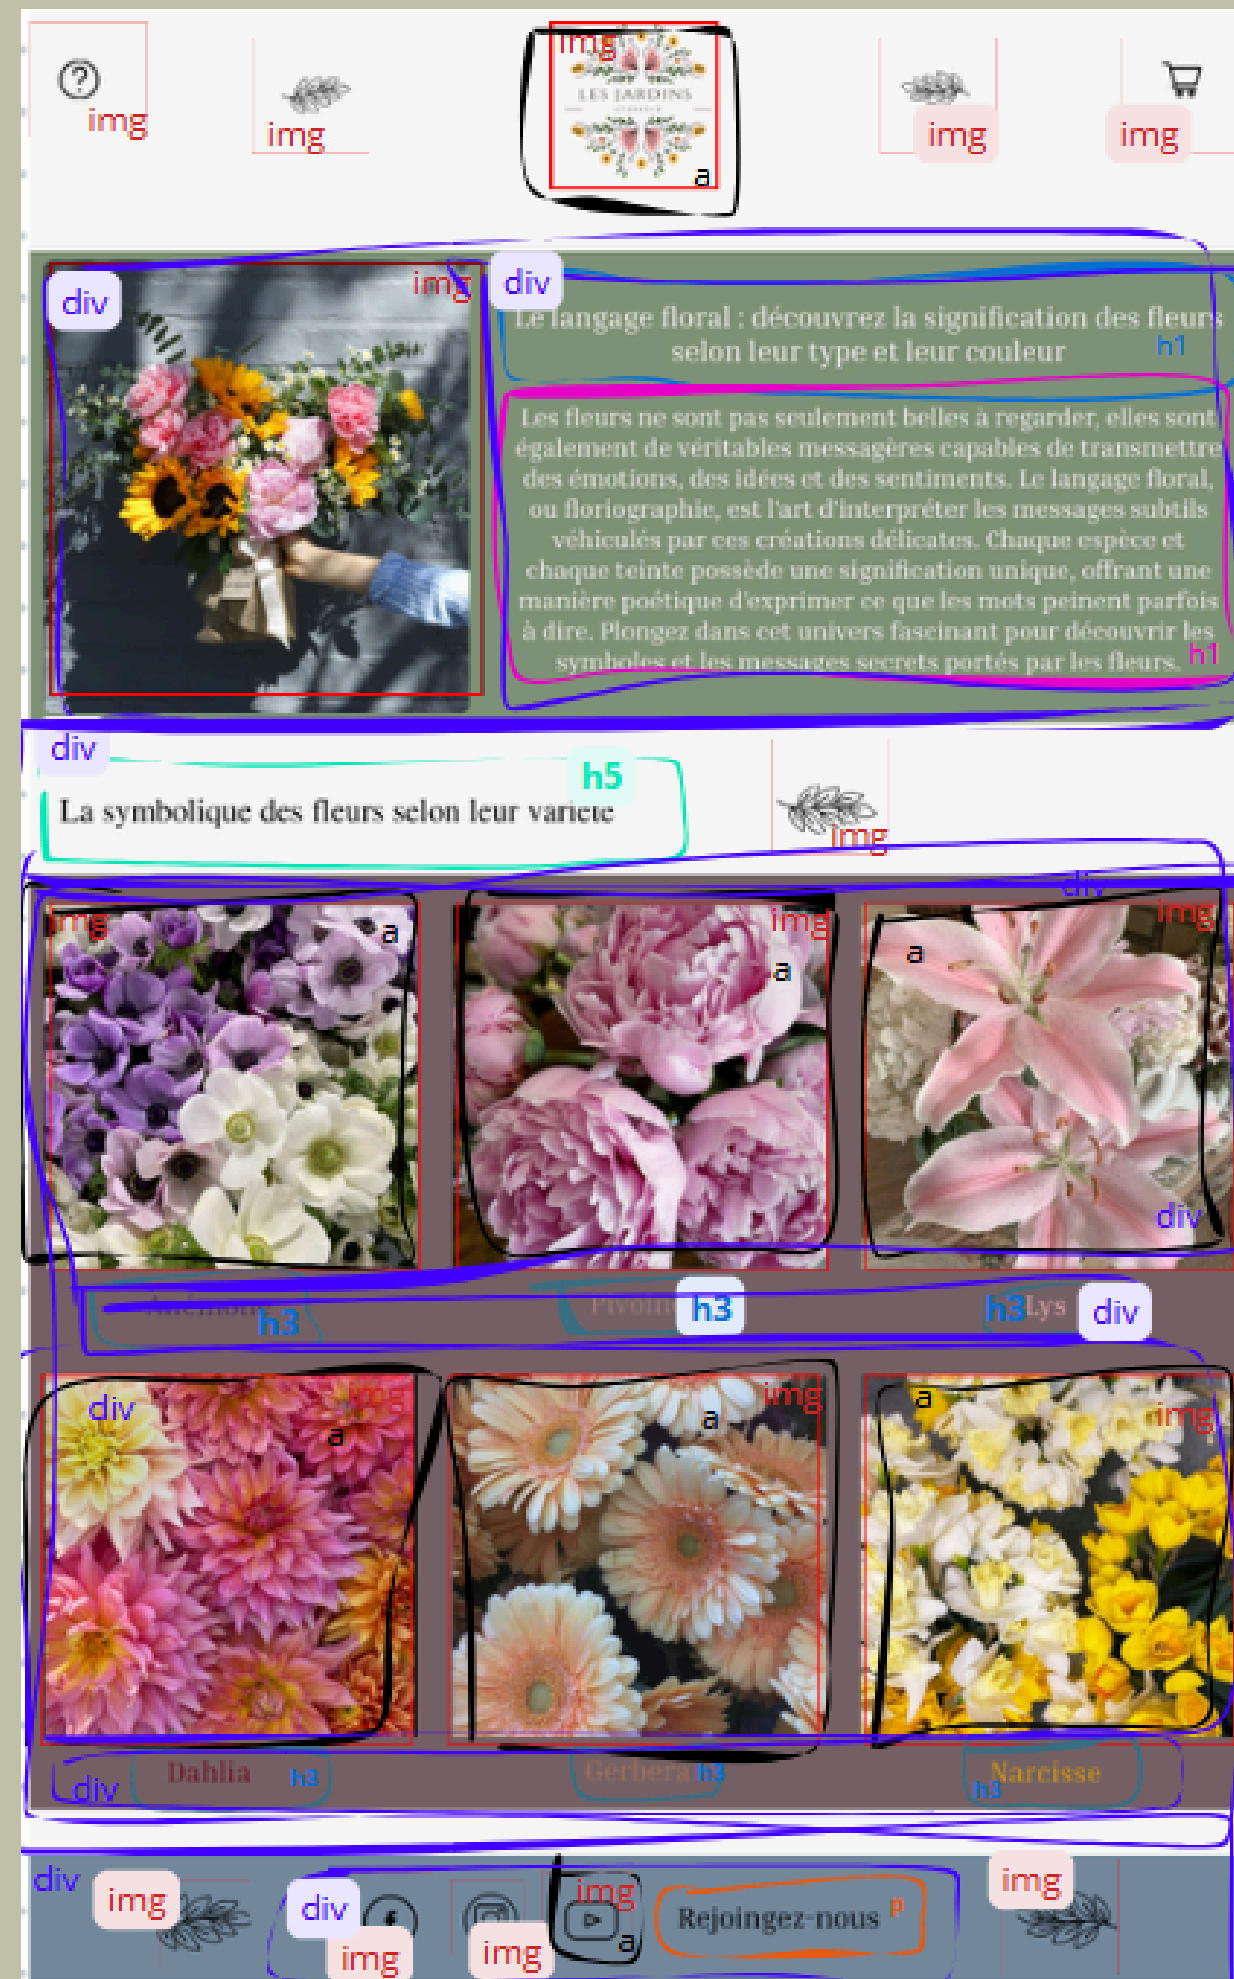 img
img
img
LES JARDINS
a
img
img
div
img
div
Le langage floral : découvrez la signification des fleurs
selon leur type et leur couleur
h1
Les fleurs ne sont pas seulement belles à regarder, elles sont
également de véritables messagères capables de transmettre
des émotions, des idées et des sentiments. Le langage floral,
ou floriographie, est l'art d'interpréter les messages subtils
véhiculés par ces créations délicates. Chaque espèce et
chaque teinte possède une signification unique, offrant une
manière poétique d'exprimer ce que les mots peinent parfois
à dire. Plongez dans cet univers fascinant pour découvrir les
symboles et les messages secrets portés par les fleurs.
h1
div
h5
La symbolique des fleurs selon leur variété
img
div
img
a
img
a
img
a
div
Anémone
h3
Pivoine
h3
h3
Lys
div
div
img
a
img
a
img
a
Dahlia
h3
Gerbera
h3
Narcisse
h3
div
div
img
div
img
img
img
a
Rejoingez-nous
p
img